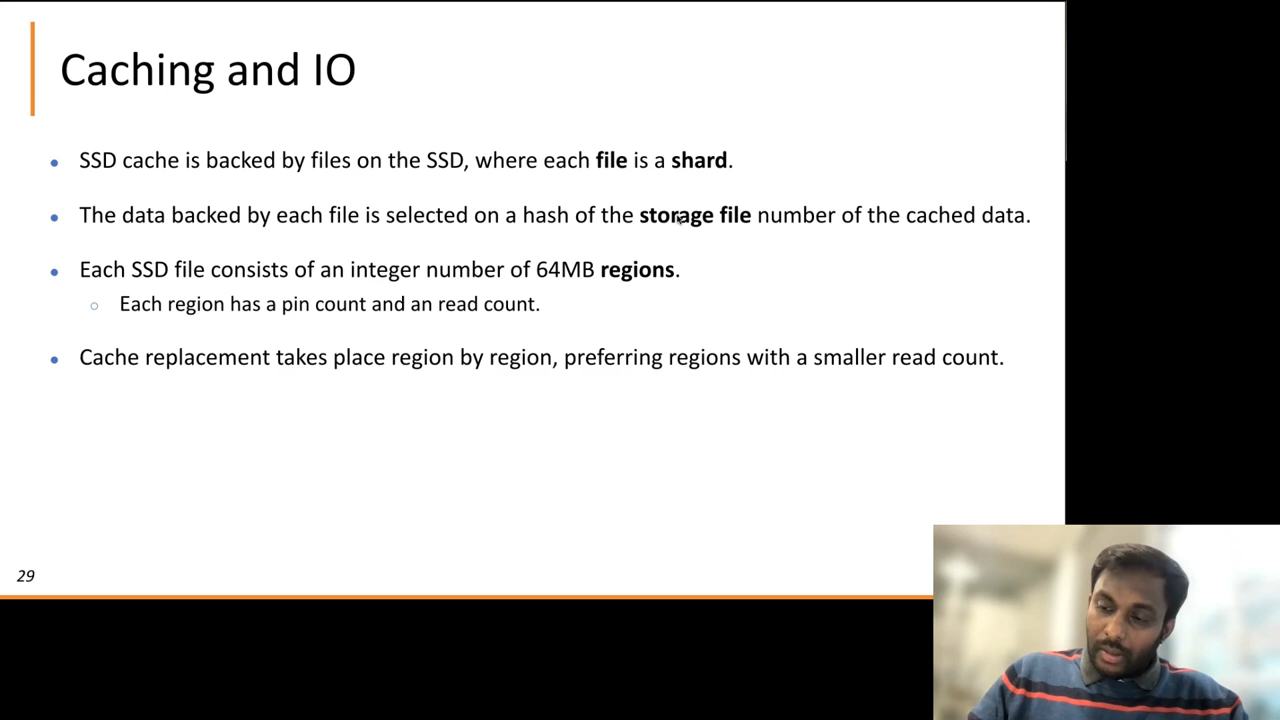 Caching and IO
SSD cache is backed by files on the SSD, where each file is a shard.
The data backed by each file is selected on a hash of the storage file number of the cached data.
Each SSD file consists of an integer number of 64MB regions.
Each region has a pin count and an read count.
Cache replacement takes place region by region, preferring regions with a smaller read count.
29